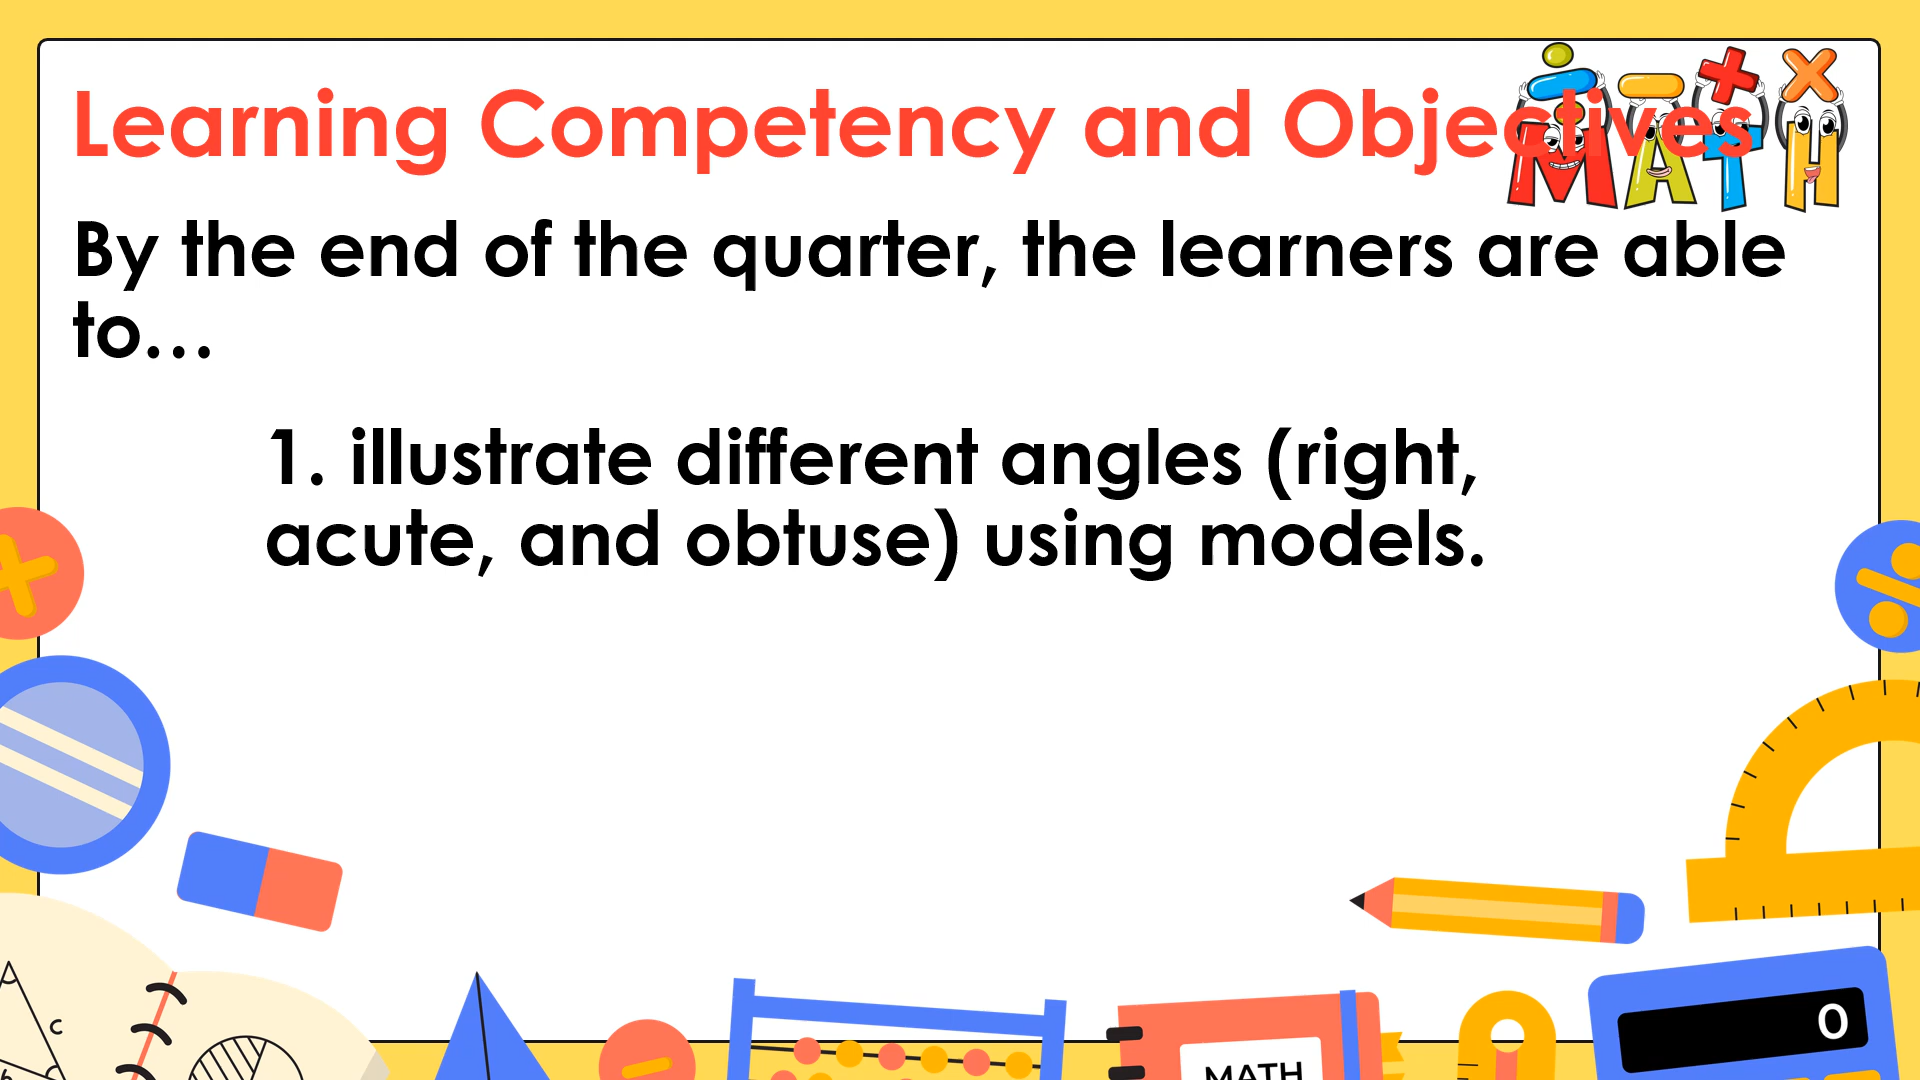 Learning Competency and Objectives
MATH
By the end of the quarter, the learners are able
to…
1. illustrate different angles (right,
acute, and obtuse) using models.
c
b
0
MATH